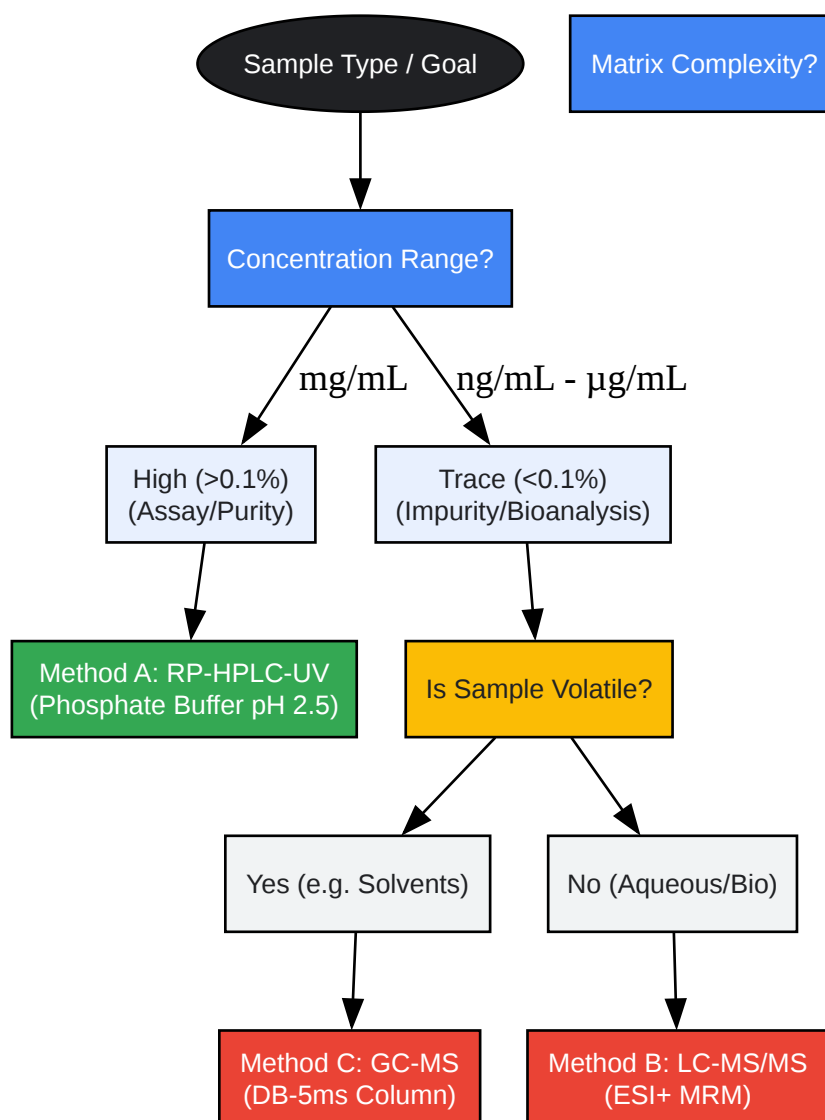 Sample Type / Goal
Matrix Complexity?
Concentration Range?
mg/mL
ng/mL - µg/mL
High (>0.1%)
(Assay/Purity)
Trace (<0.1%)
(Impurity/Bioanalysis)
Method A: RP-HPLC-UV
(Phosphate Buffer pH 2.5)
Is Sample Volatile?
Yes (e.g. Solvents)
No (Aqueous/Bio)
Method C: GC-MS
(DB-5ms Column)
Method B: LC-MS/MS
(ESI+ MRM)